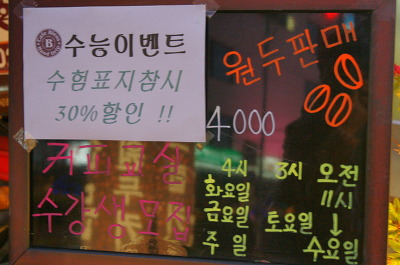 수능이벤트
수험표지참시
30%할인 !!
원두판매
4000
커피교실
수강생모집
4시 3시 오전
화요일 11시
금요일 토요일 ↓
주 일 수요일